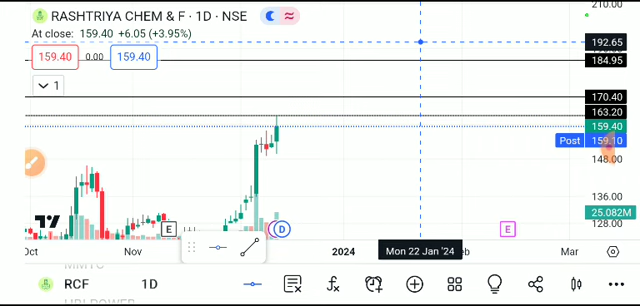 RASHTRIYA CHEM & F · 1D · NSE
210.00
At close: 159.40 +6.05 (+3.95%)
192.65
184.95
159.40 0.00 159.40
1
170.40
163.20
159.40
Post 159.10
148.00
136.00
25.082M
128.00
E D E
Oct Nov 2024 Mon 22 Jan '24 eb Mar
MMTC
RCF 1D